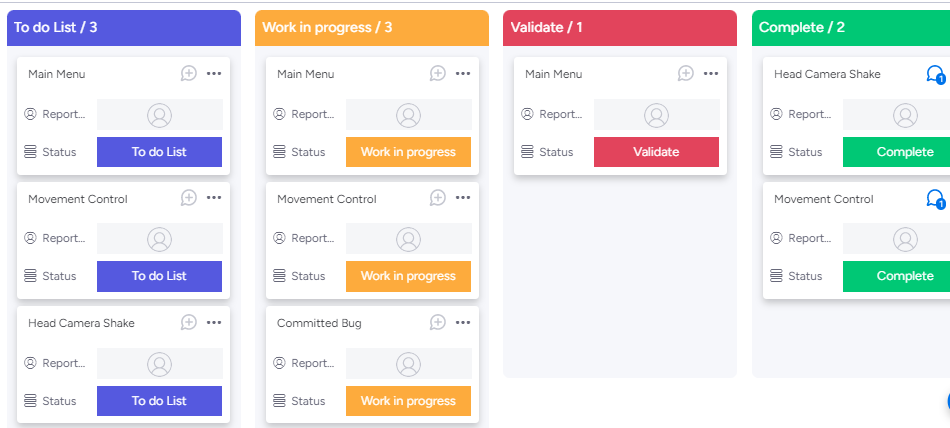 To do List / 3
Main Menu
Report...
Status To do List
Movement Control
Report...
Status To do List
Head Camera Shake
Report...
Status To do List
Work in progress / 3
Main Menu
Report...
Status Work in progress
Movement Control
Report...
Status Work in progress
Committed Bug
Report...
Status Work in progress
Validate / 1
Main Menu
Report...
Status Validate
Complete / 2
Head Camera Shake 1
Report...
Status Complete
Movement Control 1
Report...
Status Complete